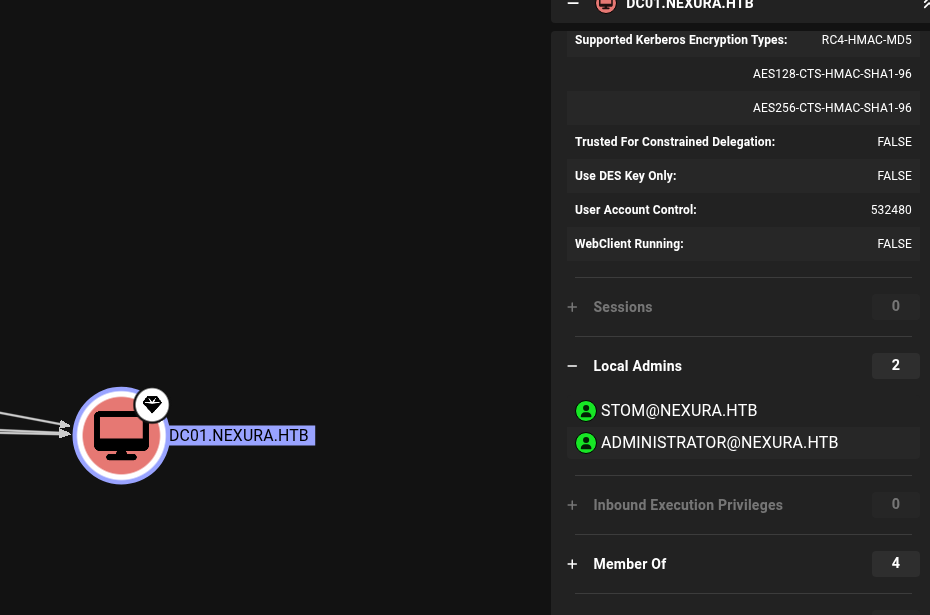 DC01.NEXURA.HTB
Supported Kerberos Encryption Types: RC4-HMAC-MD5
AES128-CTS-HMAC-SHA1-96
AES256-CTS-HMAC-SHA1-96
Trusted For Constrained Delegation: FALSE
Use DES Key Only: FALSE
User Account Control: 532480
WebClient Running: FALSE
+ Sessions 0
− Local Admins 2
STOM@NEXURA.HTB
ADMINISTRATOR@NEXURA.HTB
+ Inbound Execution Privileges 0
+ Member Of 4
DC01.NEXURA.HTB